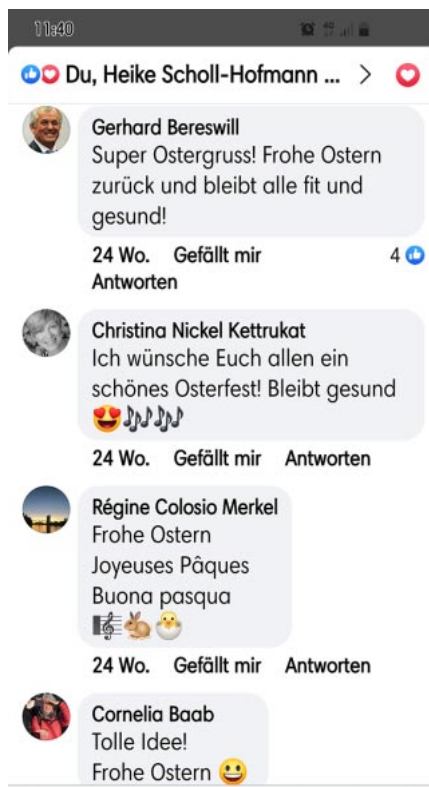 11:40
Du, Heike Scholl-Hofmann ...
Gerhard Bereswill
Super Ostergruss! Frohe Ostern
zurück und bleibt alle fit und
gesund!
24 Wo. Gefällt mir 4
Antworten
Christina Nickel Kettrukat
Ich wünsche Euch allen ein
schönes Osterfest! Bleibt gesund
😍🎶🎶
24 Wo. Gefällt mir Antworten
Régine Colosio Merkel
Frohe Ostern
Joyeuses Pâques
Buona pasqua
🎼🐇🐣
24 Wo. Gefällt mir Antworten
Cornelia Baab
Tolle Idee!
Frohe Ostern 😀